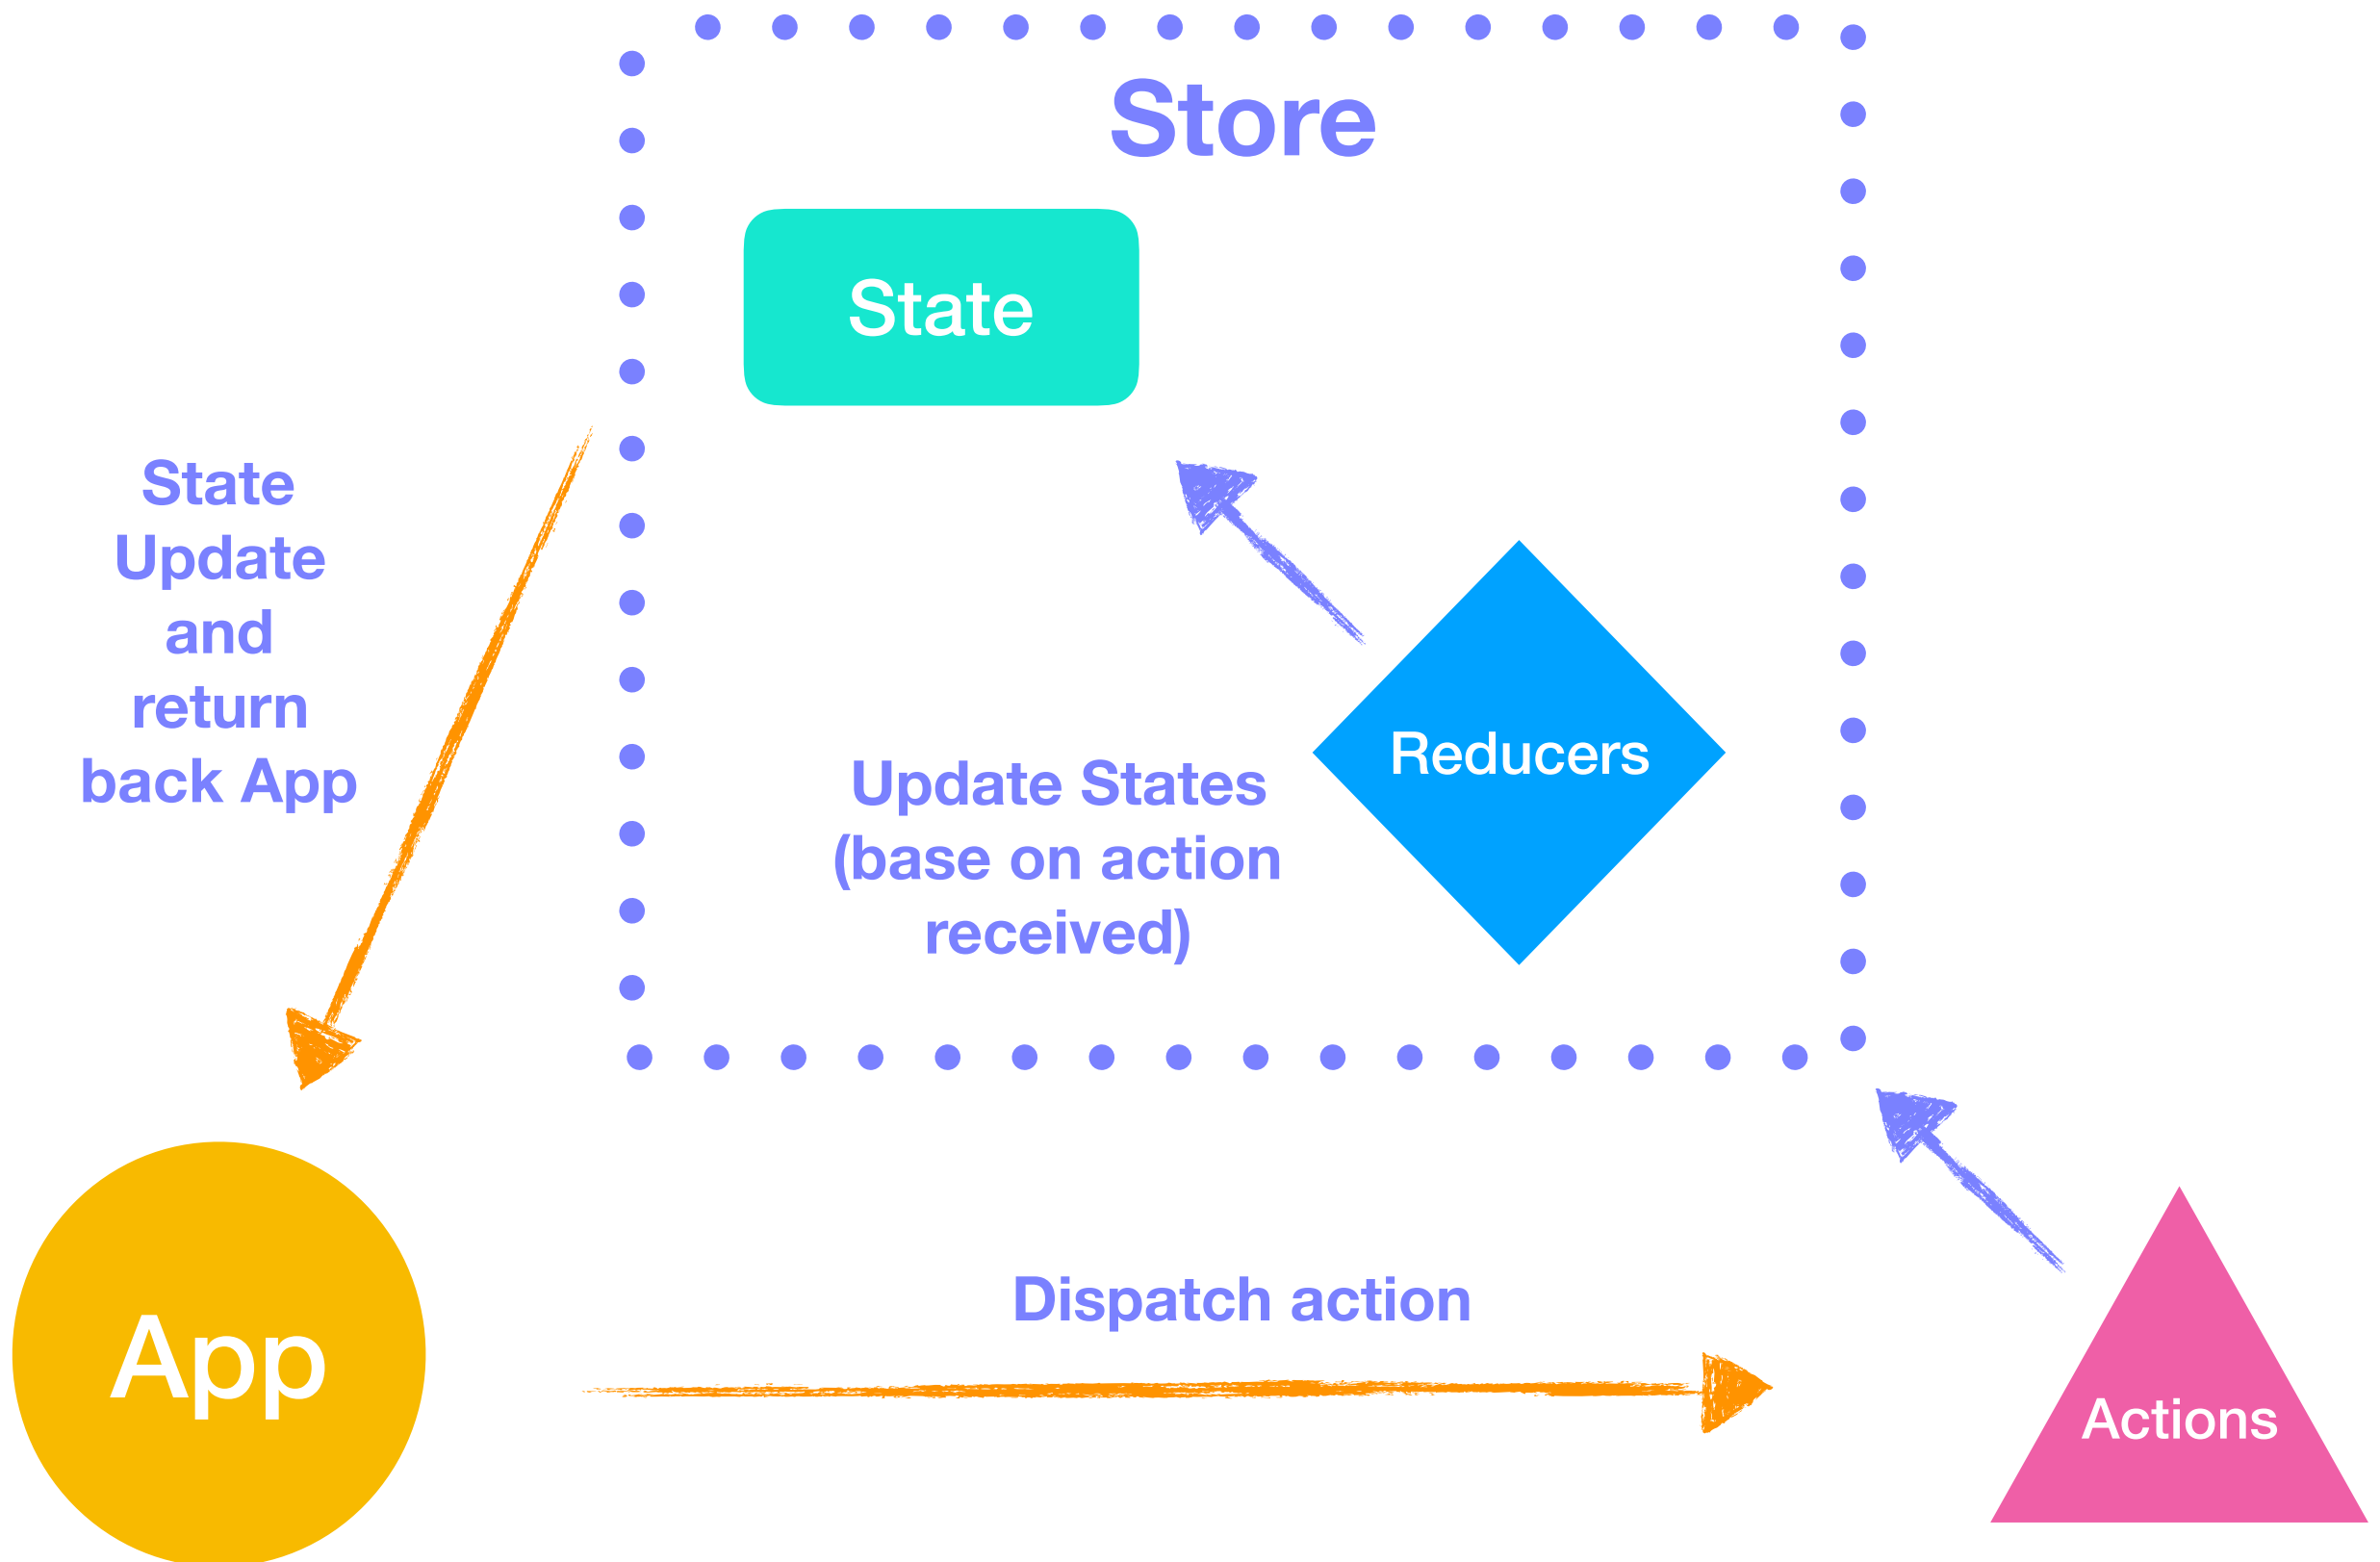 Store
State
State
Update
and
return
back App
Reducers
Update States
(base on action
received)
Dispatch action
App
Actions